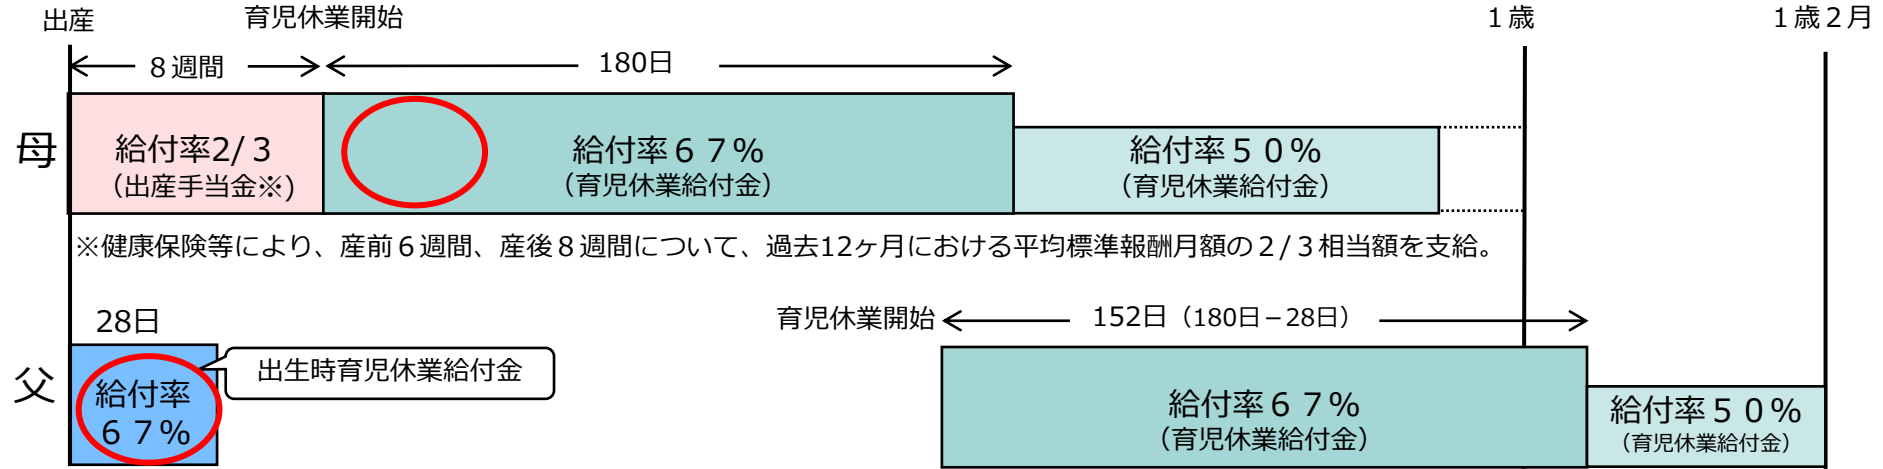 出産
育児休業開始
１歳
１歳２月
８週間
180日
母
給付率2/３
（出産手当金※）
給付率６７％
（育児休業給付金）
給付率５０％
（育児休業給付金）
※健康保険等により、産前６週間、産後８週間について、過去12ヶ月における平均標準報酬月額の２/３相当額を支給。
28日
育児休業開始
152日（180日－28日）
父
給付率
６７％
出生時育児休業給付金
給付率６７％
（育児休業給付金）
給付率５０％
（育児休業給付金）